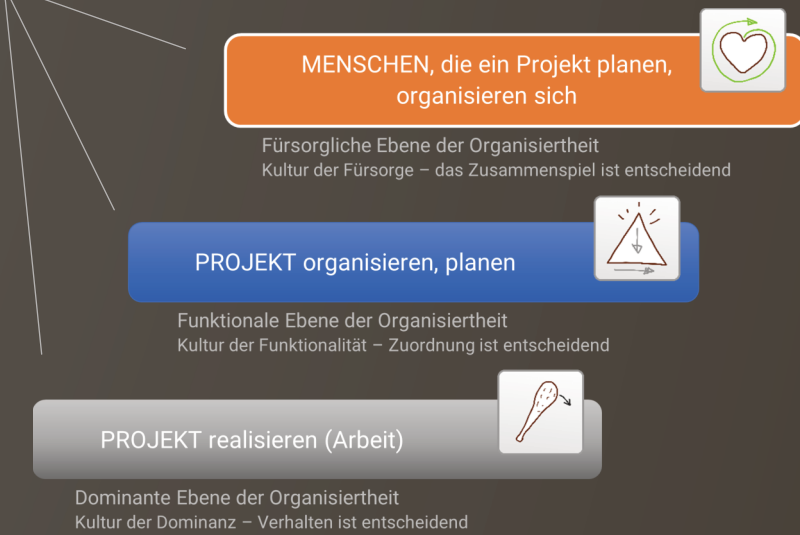 MENSCHEN, die ein Projekt planen,
organisieren sich
Fürsorgliche Ebene der Organisiertheit
Kultur der Fürsorge – das Zusammenspiel ist entscheidend
PROJEKT organisieren, planen
Funktionale Ebene der Organisiertheit
Kultur der Funktionalität – Zuordnung ist entscheidend
PROJEKT realisieren (Arbeit)
Dominante Ebene der Organisiertheit
Kultur der Dominanz – Verhalten ist entscheidend